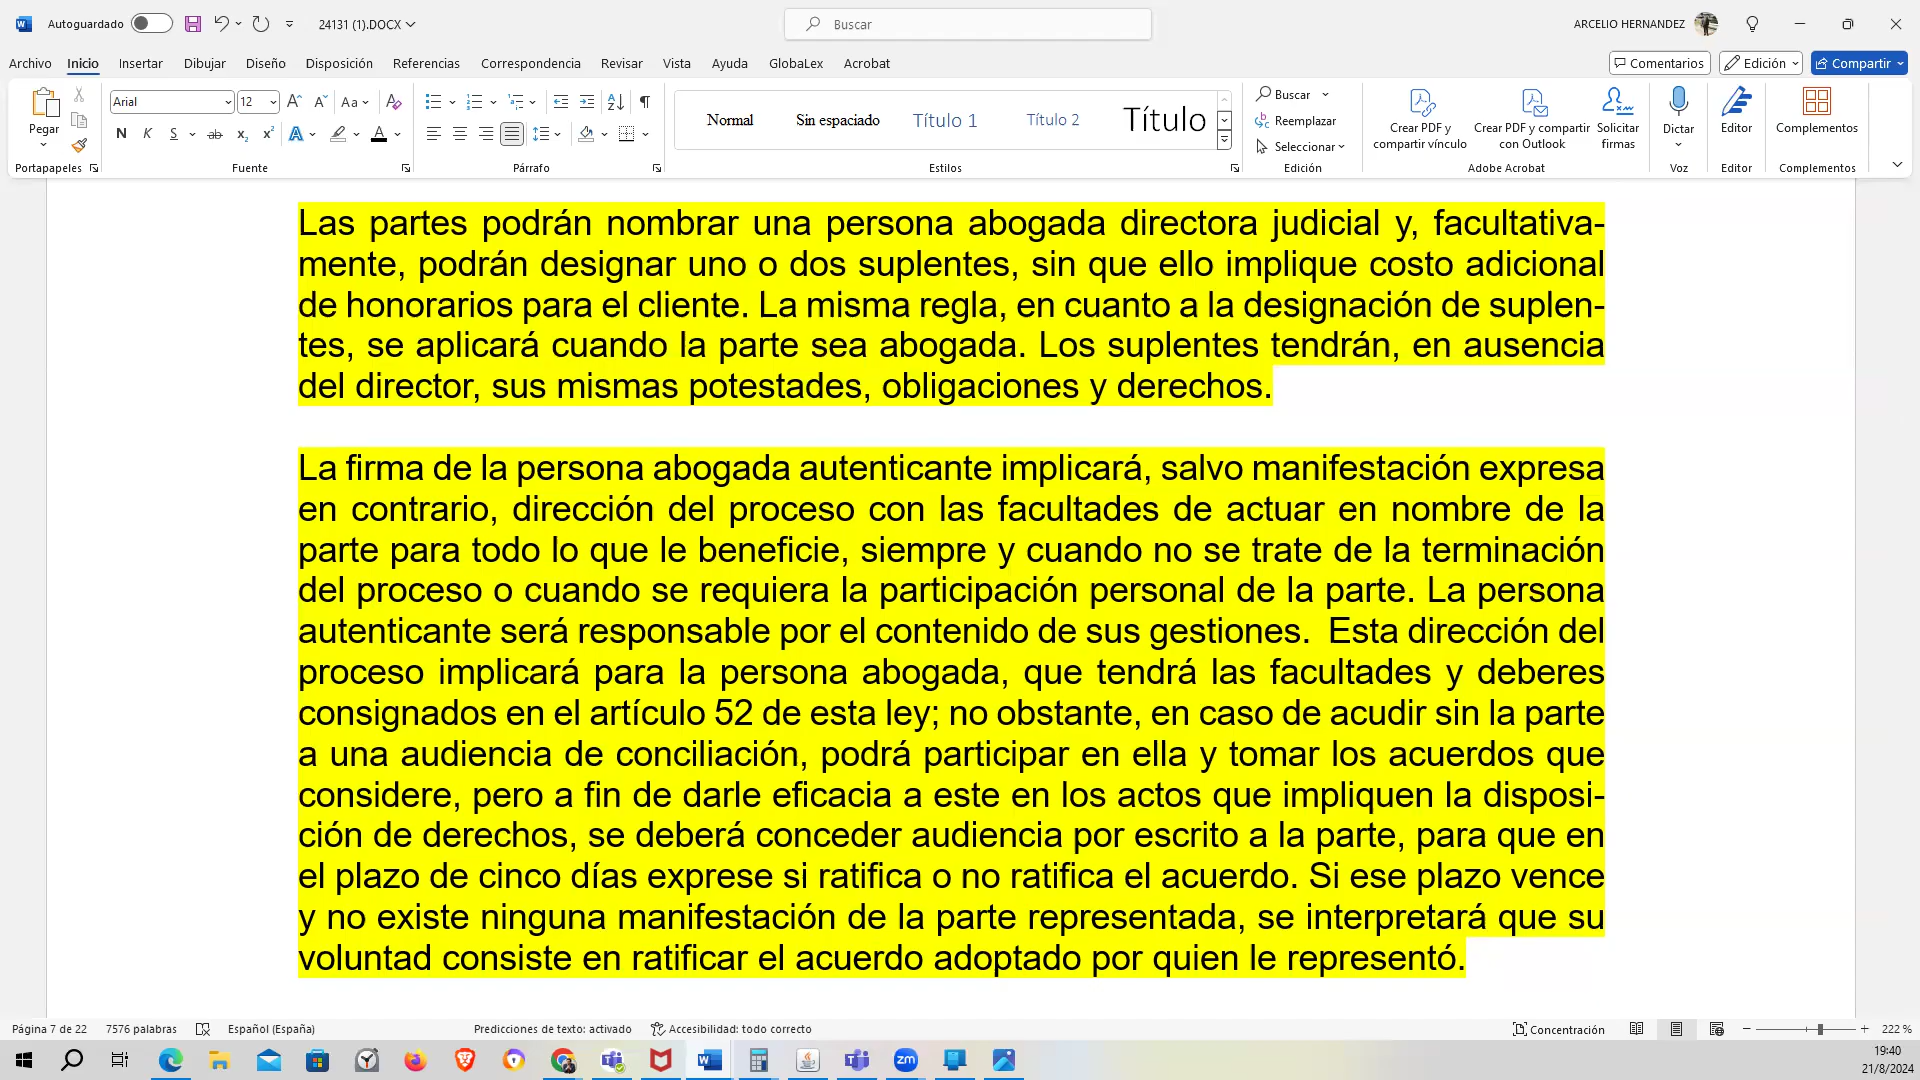 Autoguardado
24131 (1).DOCX
Buscar
ARCELIO HERNANDEZ
Archivo Inicio Insertar Dibujar Diseño Disposición Referencias Correspondencia Revisar Vista Ayuda GlobaLex Acrobat
Comentarios Edición Compartir
Pegar
Portapapeles
Arial 12
Fuente
Párrafo
Normal Sin espaciado Título 1 Título 2 Título
Estilos
Buscar
Reemplazar
Seleccionar
Edición
Crear PDF y
compartir vínculo
Crear PDF y compartir
con Outlook
Solicitar
firmas
Adobe Acrobat
Dictar
Voz
Editor
Editor
Complementos
Complementos
Las partes podrán nombrar una persona abogada directora judicial y, facultativa-
mente, podrán designar uno o dos suplentes, sin que ello implique costo adicional
de honorarios para el cliente. La misma regla, en cuanto a la designación de suplen-
tes, se aplicará cuando la parte sea abogada. Los suplentes tendrán, en ausencia
del director, sus mismas potestades, obligaciones y derechos.
La firma de la persona abogada autenticante implicará, salvo manifestación expresa
en contrario, dirección del proceso con las facultades de actuar en nombre de la
parte para todo lo que le beneficie, siempre y cuando no se trate de la terminación
del proceso o cuando se requiera la participación personal de la parte. La persona
autenticante será responsable por el contenido de sus gestiones. Esta dirección del
proceso implicará para la persona abogada, que tendrá las facultades y deberes
consignados en el artículo 52 de esta ley; no obstante, en caso de acudir sin la parte
a una audiencia de conciliación, podrá participar en ella y tomar los acuerdos que
considere, pero a fin de darle eficacia a este en los actos que impliquen la disposi-
ción de derechos, se deberá conceder audiencia por escrito a la parte, para que en
el plazo de cinco días exprese si ratifica o no ratifica el acuerdo. Si ese plazo vence
y no existe ninguna manifestación de la parte representada, se interpretará que su
voluntad consiste en ratificar el acuerdo adoptado por quien le representó.
Página 7 de 22 7576 palabras Español (España) Predicciones de texto: activado Accesibilidad: todo correcto Concentración 222 %
19:40
21/8/2024